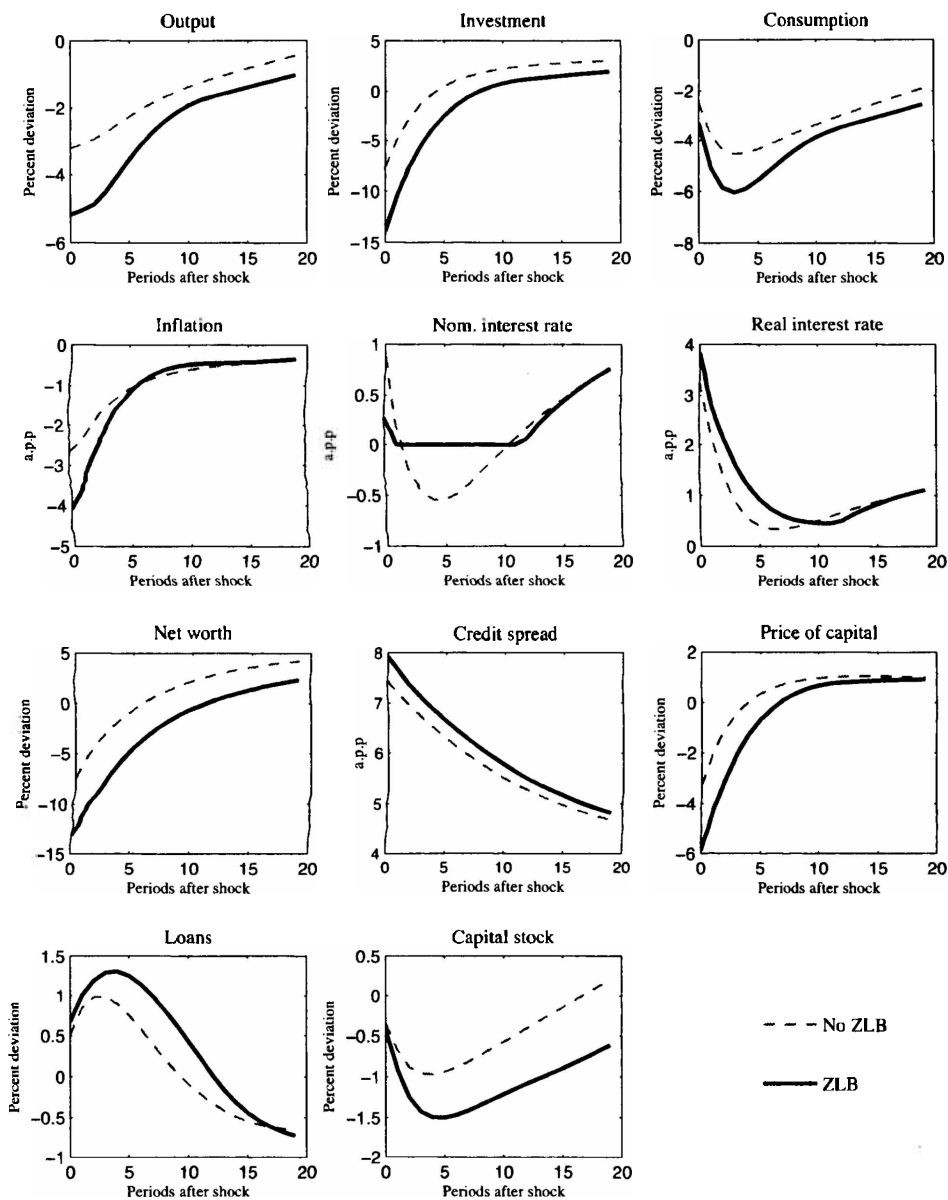 Output
Investment
Consumption
Percent deviation
0
-2
-4
-6
0 5 10 15 20
Periods after shock
Percent deviation
5
0
-5
-10
-15
0 5 10 15 20
Periods after shock
Percent deviation
0
-2
-4
-6
-8
0 5 10 15 20
Periods after shock
Inflation
Nom. interest rate
Real interest rate
a.p.p
0
-1
-2
-3
-4
-5
0 5 10 15 20
Periods after shock
a.p.p
1
0.5
0
-0.5
-1
0 5 10 15 20
Periods after shock
a.p.p
4
3
2
1
0
0 5 10 15 20
Periods after shock
Net worth
Credit spread
Price of capital
Percent deviation
5
0
-5
-10
-15
0 5 10 15 20
Periods after shock
a.p.p
8
7
6
5
4
0 5 10 15 20
Periods after shock
Percent deviation
2
0
-2
-4
-6
0 5 10 15 20
Periods after shock
Loans
Capital stock
Percent deviation
1.5
1
0.5
0
-0.5
-1
0 5 10 15 20
Periods after shock
Percent deviation
0.5
0
-0.5
-1
-1.5
-2
0 5 10 15 20
Periods after shock
No ZLB
ZLB